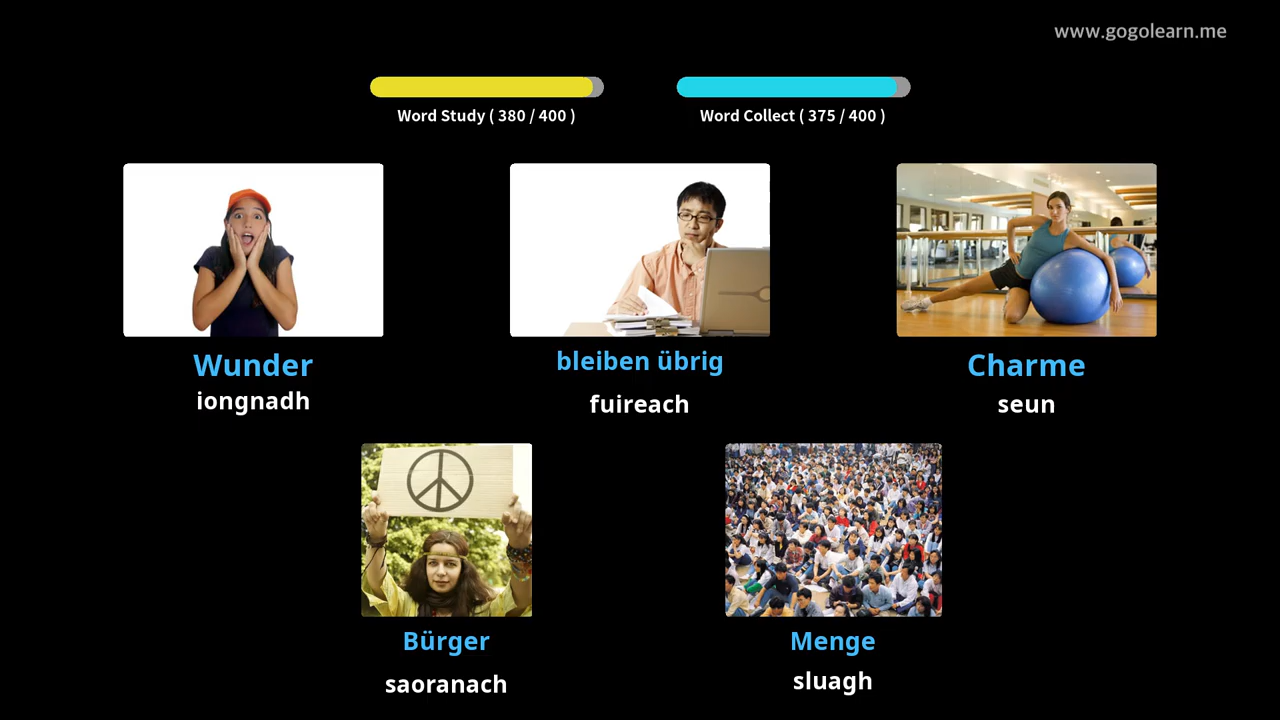 www.gogolearn.me
Word Study ( 380 / 400 )
Word Collect ( 375 / 400 )
Wunder
iongnadh
bleiben übrig
fuireach
Charme
seun
Bürger
saoranach
Menge
sluagh